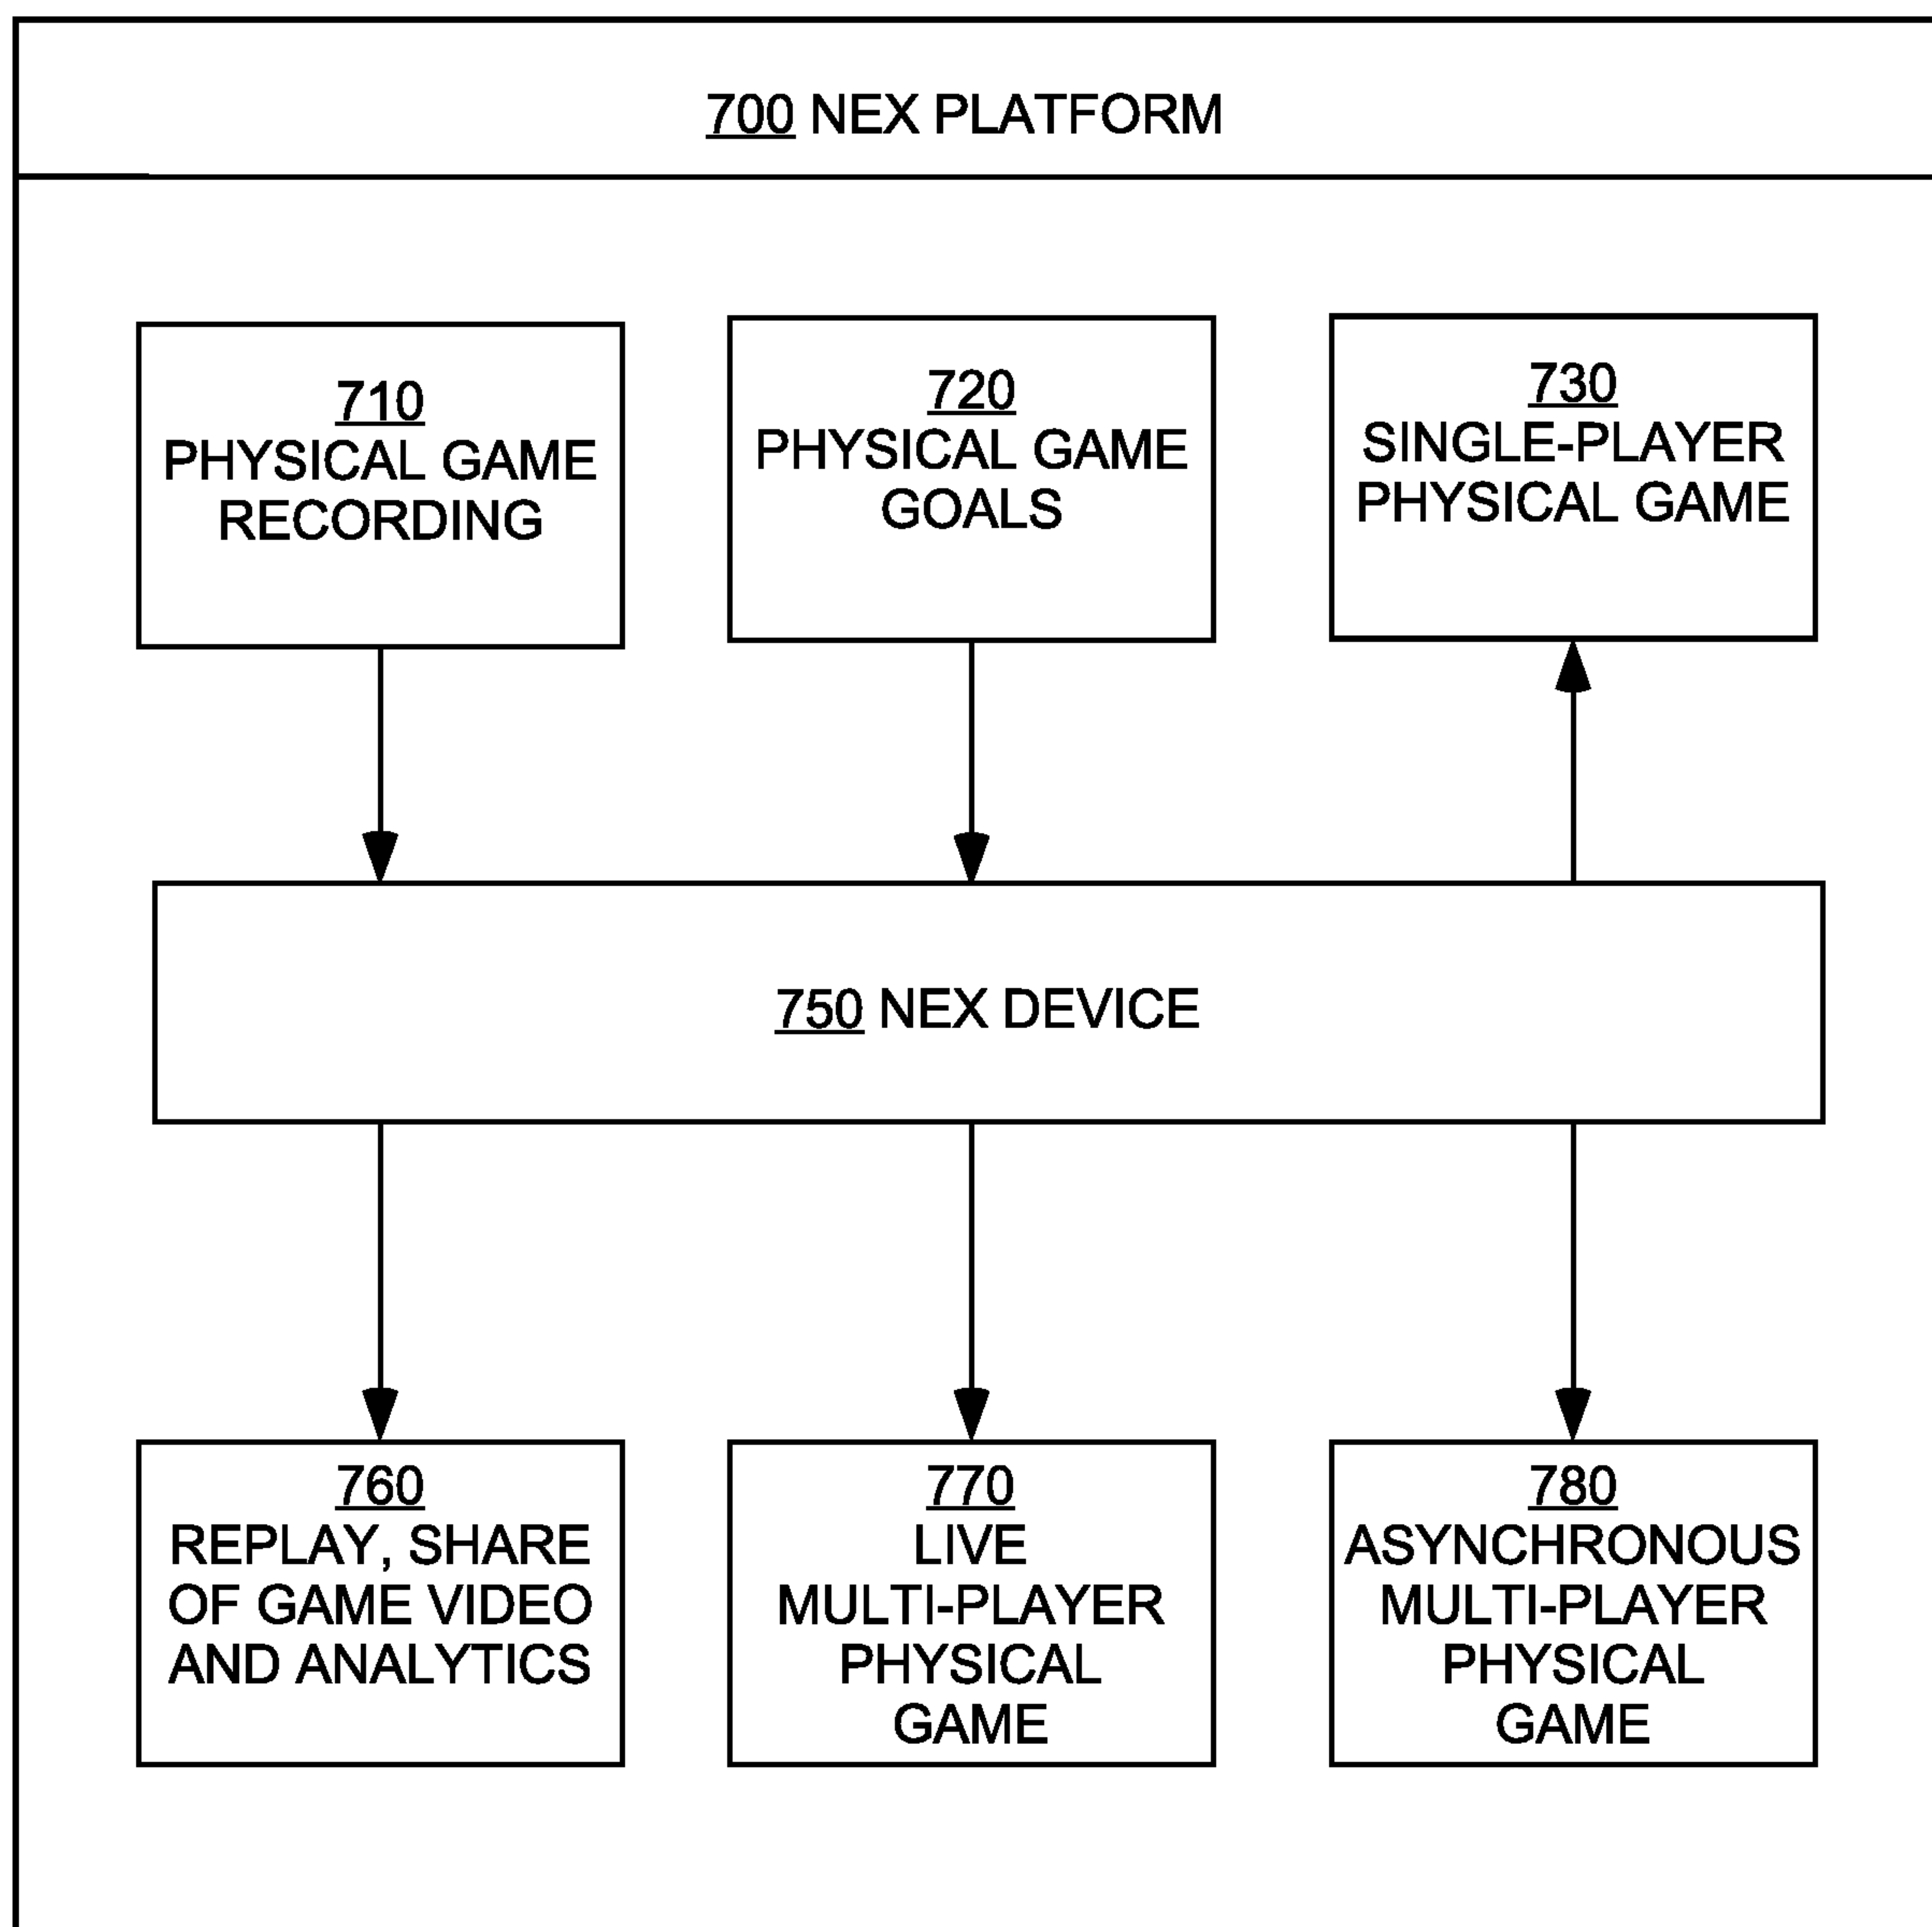 700 NEX PLATFORM
710
PHYSICAL GAME
RECORDING
720
PHYSICAL GAME
GOALS
730
SINGLE-PLAYER
PHYSICAL GAME
750 NEX DEVICE
760
REPLAY, SHARE
OF GAME VIDEO
AND ANALYTICS
770
LIVE
MULTI-PLAYER
PHYSICAL
GAME
780
ASYNCHRONOUS
MULTI-PLAYER
PHYSICAL
GAME